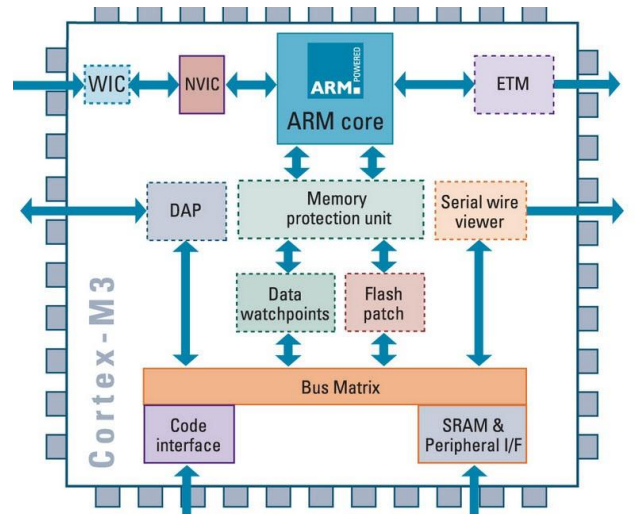 WIC
NVIC
ARM
POWERED
ARM core
ETM
DAP
Memory
protection unit
Serial wire
viewer
Data
watchpoints
Flash
patch
Bus Matrix
Code
interface
SRAM &
Peripheral I/F
Cortex-M3